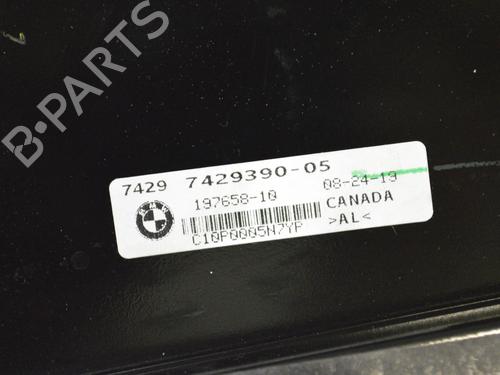 B-PARTS
7429 7429390-05
197658-10 08-24-19
CANADA
C10P0005N7YP >AL<